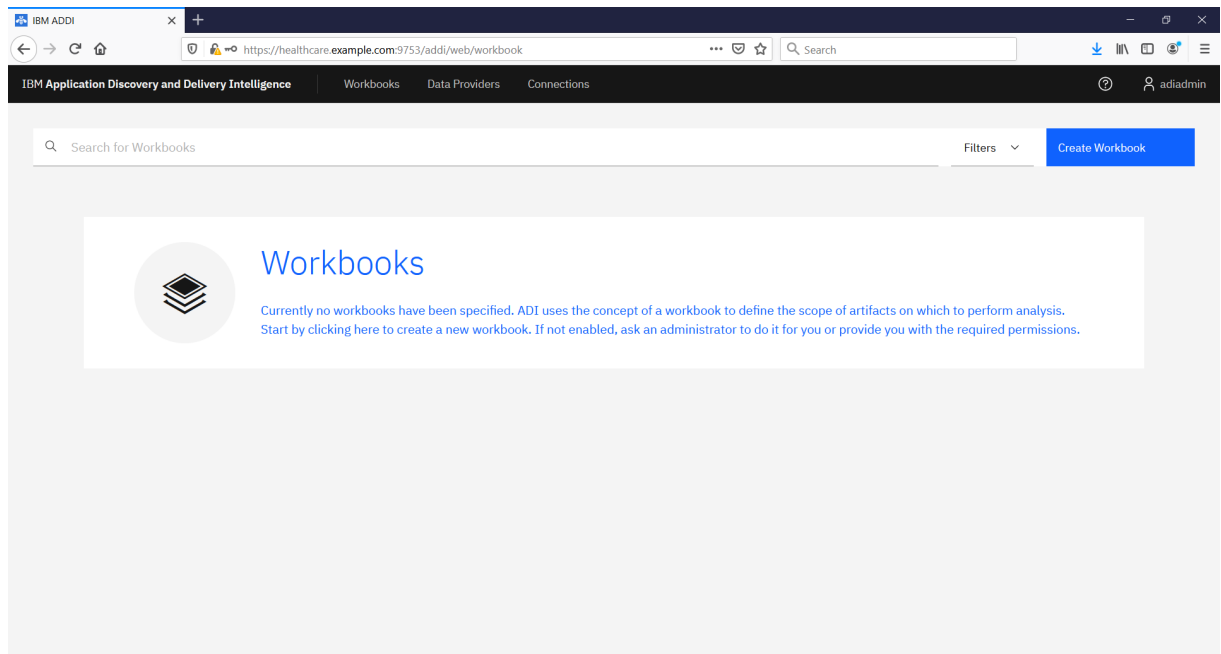 IBM ADDI
https://healthcare.example.com:9753/addi/web/workbook
Search
IBM Application Discovery and Delivery Intelligence Workbooks Data Providers Connections adiadmin
Search for Workbooks Filters Create Workbook
Workbooks
Currently no workbooks have been specified. ADI uses the concept of a workbook to define the scope of artifacts on which to perform analysis.
Start by clicking here to create a new workbook. If not enabled, ask an administrator to do it for you or provide you with the required permissions.